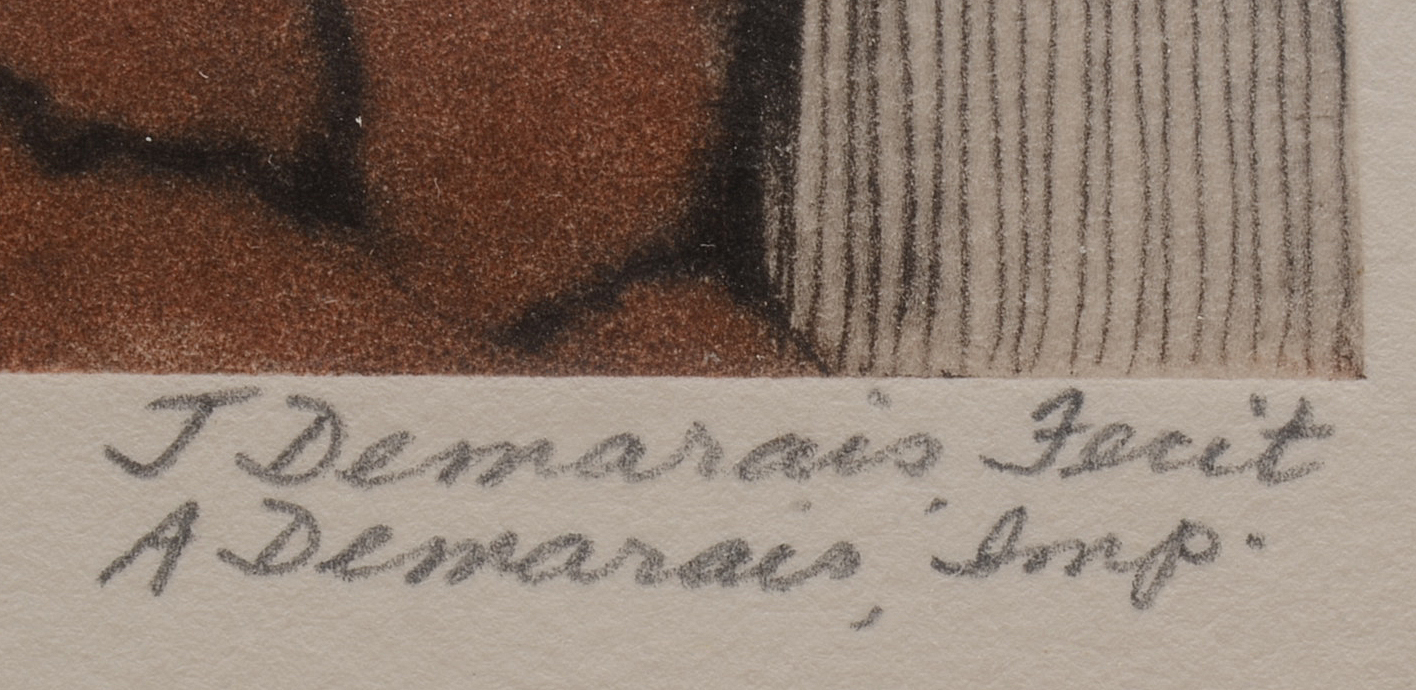 J Demarais Fecit
A Demarais, Imp.